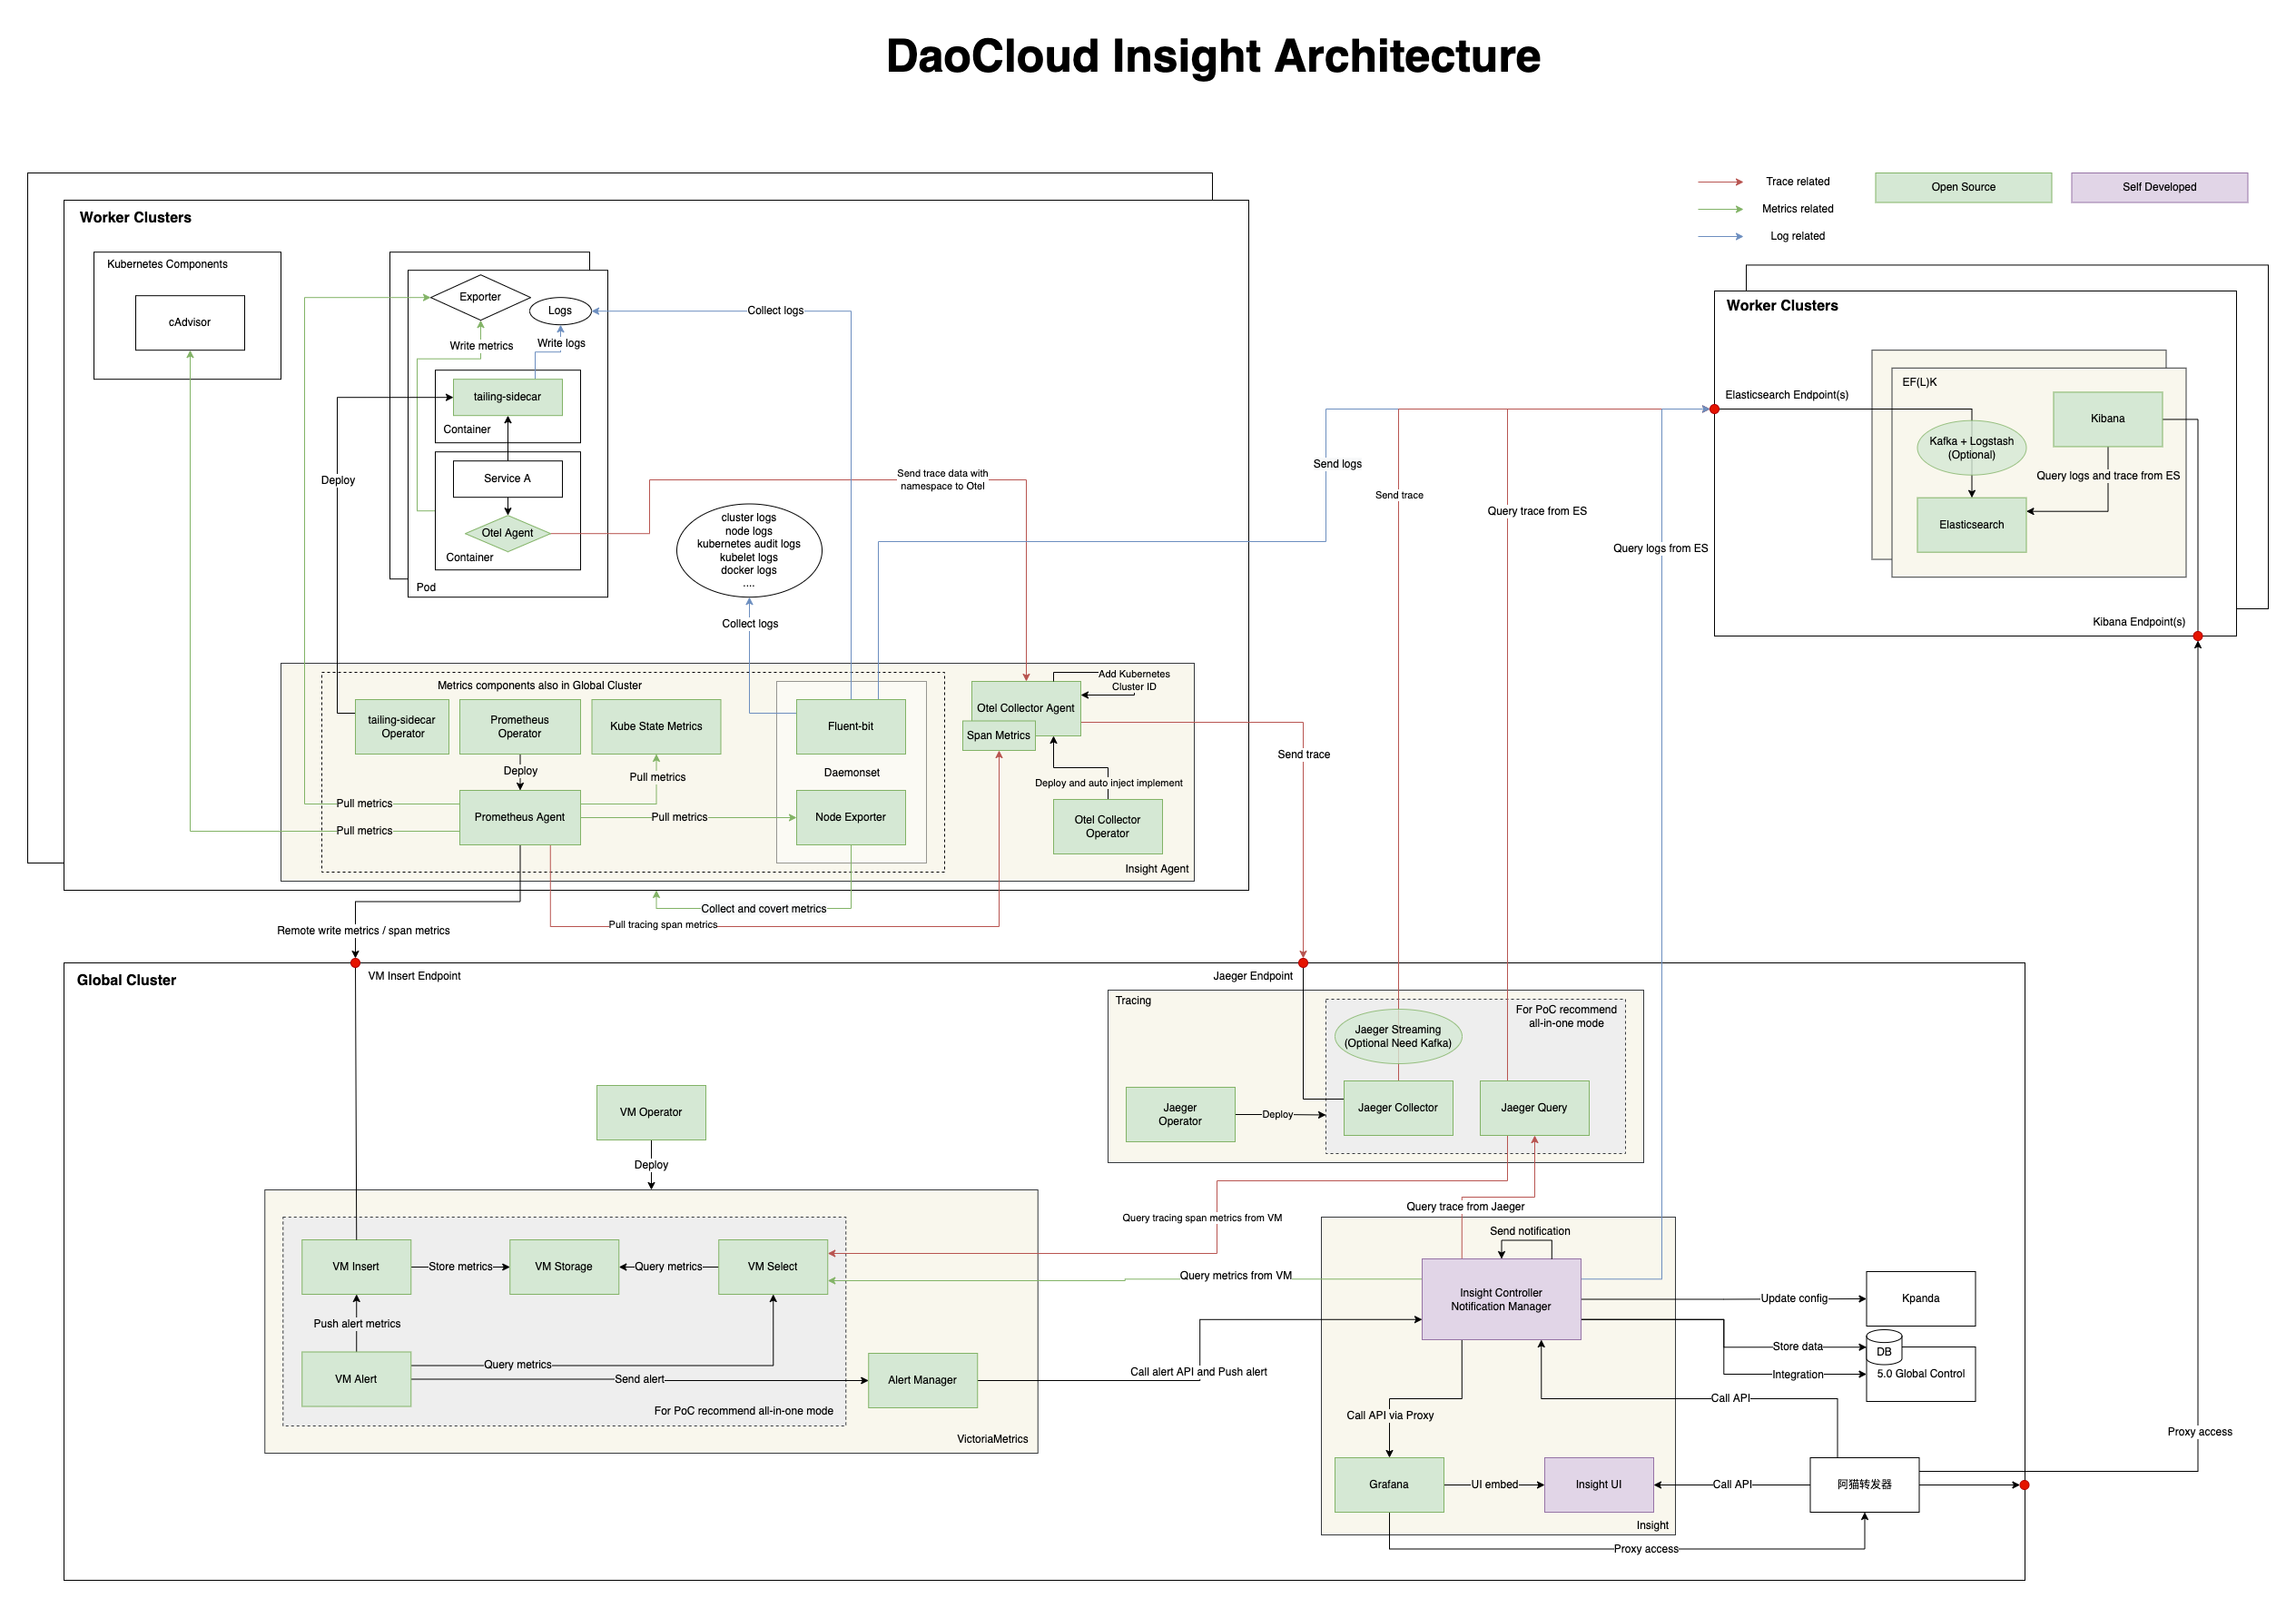 DaoCloud Insight Architecture
Trace related
Metrics related
Log related
Open Source
Self Developed
Worker Clusters
Kubernetes Components
cAdvisor
Exporter
Logs
Write metrics
Write logs
Collect logs
tailing-sidecar
Container
Service A
Otel Agent
Container
Pod
Deploy
Send trace data with
namespace to Otel
cluster logs
node logs
kubernetes audit logs
kubelet logs
docker logs
....
Collect logs
Metrics components also in Global Cluster
tailing-sidecar
Operator
Prometheus
Operator
Kube State Metrics
Fluent-bit
Daemonset
Node Exporter
Deploy
Pull metrics
Pull metrics
Pull metrics
Pull metrics
Prometheus Agent
Otel Collector Agent
Span Metrics
Add Kubernetes
Cluster ID
Deploy and auto inject implement
Otel Collector
Operator
Insight Agent
Collect and covert metrics
Pull tracing span metrics
Remote write metrics / span metrics
Send trace
Send logs
Send trace
Query trace from ES
Query logs from ES
Worker Clusters
Elasticsearch Endpoint(s)
EF(L)K
Kafka + Logstash
(Optional)
Kibana
Query logs and trace from ES
Elasticsearch
Kibana Endpoint(s)
Proxy access
Global Cluster
VM Insert Endpoint
Jaeger Endpoint
Tracing
For PoC recommend
all-in-one mode
Jaeger Streaming
(Optional Need Kafka)
Jaeger
Operator
Deploy
Jaeger Collector
Jaeger Query
VM Operator
Deploy
VM Insert
Store metrics
VM Storage
Query metrics
VM Select
Push alert metrics
VM Alert
Query metrics
Send alert
For PoC recommend all-in-one mode
Alert Manager
VictoriaMetrics
Query tracing span metrics from VM
Query metrics from VM
Call alert API and Push alert
Query trace from Jaeger
Send notification
Insight Controller
Notification Manager
Call API via Proxy
Grafana
UI embed
Insight UI
Insight
Update config
Kpanda
Store data
DB
Integration
5.0 Global Control
Call API
Call API
阿猫转发器
Proxy access